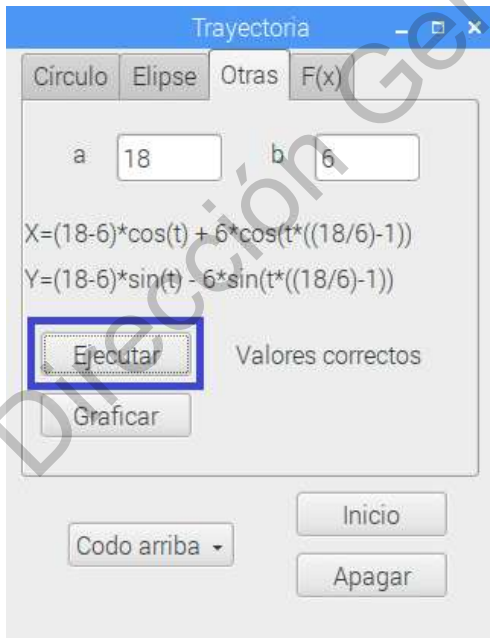 Trayectoria
Círculo Elipse Otras F(x)
a 18 b 6
X=(18-6)*cos(t) + 6*cos(t*((18/6)-1))
Y=(18-6)*sin(t) - 6*sin(t*((18/6)-1))
Ejecutar Valores correctos
Graficar
Inicio
Codo arriba
Apagar
Dirección Gen